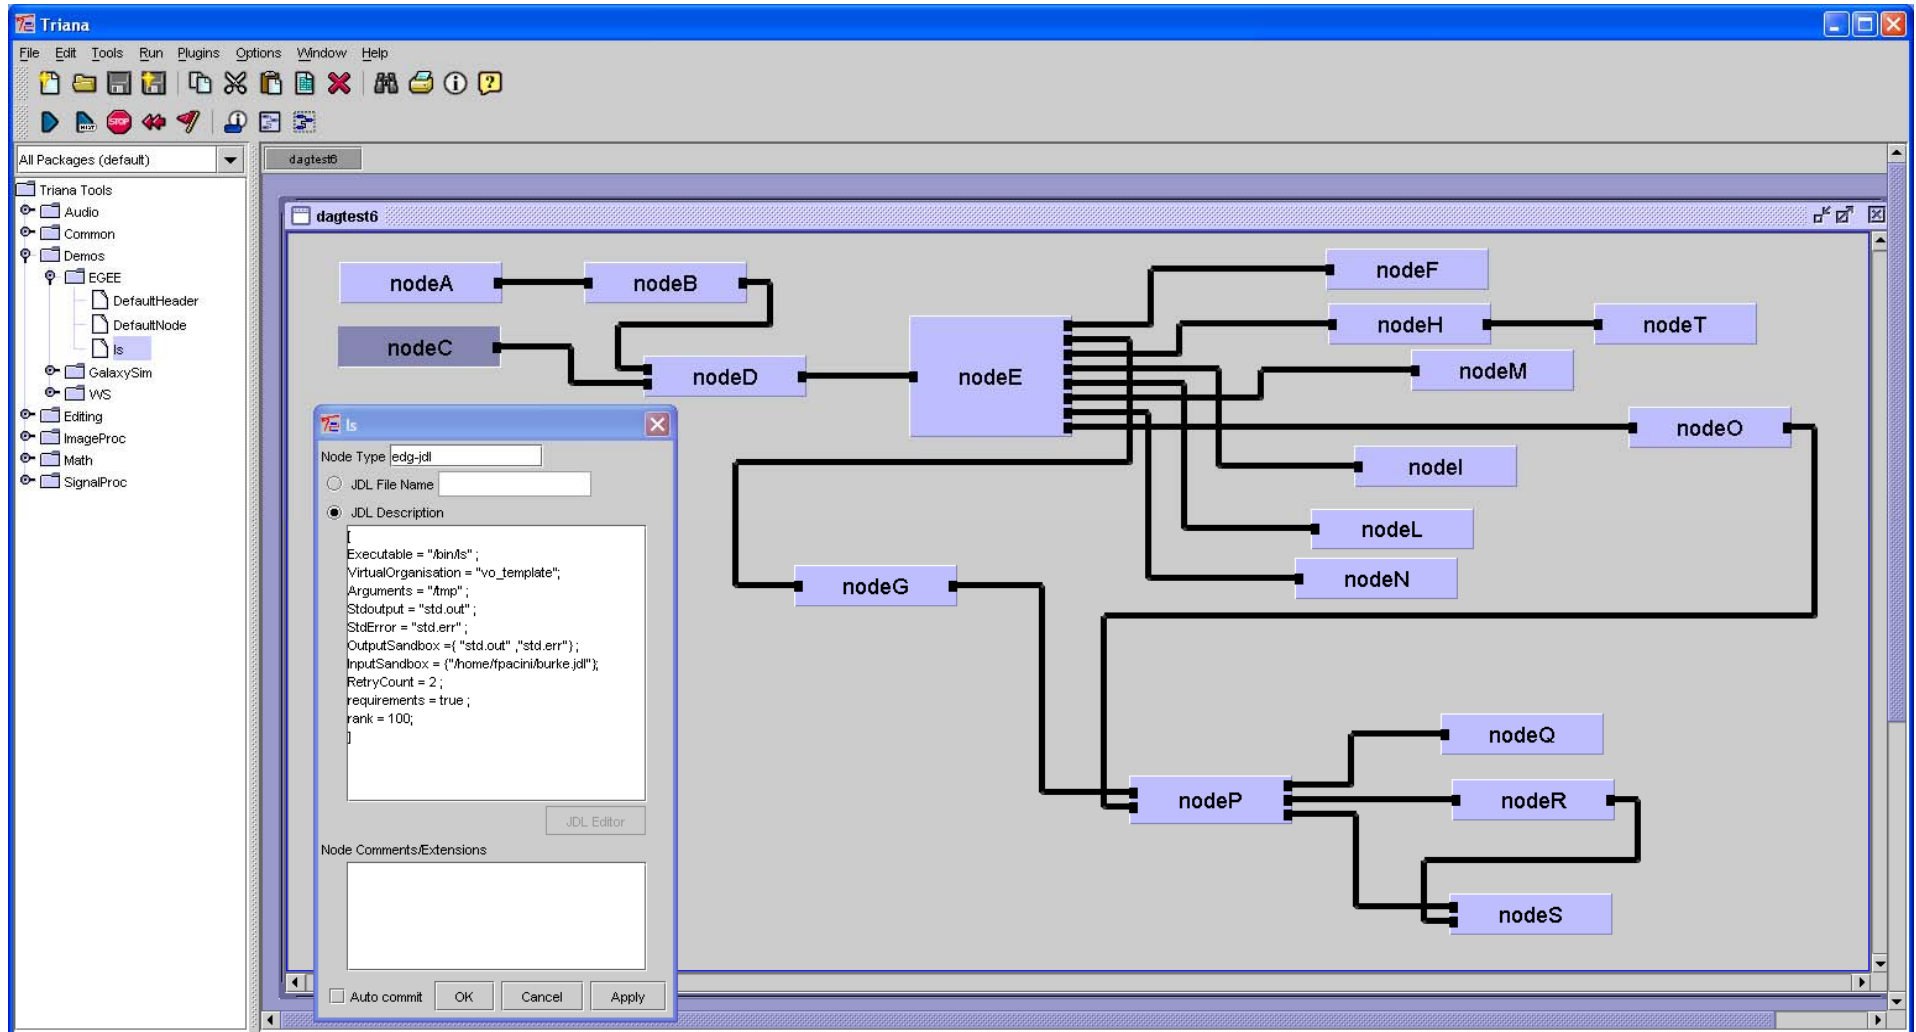 Triana
File Edit Tools Run Plugins Options Window Help
STOP
All Packages (default)
Triana Tools
Audio
Common
Demos
EGEE
DefaultHeader
DefaultNode
ls
GalaxySim
WS
Editing
ImageProc
Math
SignalProc
dagtest6
dagtest6
nodeA
nodeB
nodeC
nodeD
nodeE
nodeF
nodeH
nodeT
nodeM
nodeO
nodeI
nodeL
nodeN
nodeG
nodeP
nodeQ
nodeR
nodeS
ls
Node Type edg-jdl
JDL File Name
JDL Description
[
Executable = "/bin/ls" ;
VirtualOrganisation = "vo_template";
Arguments = "/tmp" ;
Stdoutput = "std.out" ;
StdError = "std.err" ;
OutputSandbox ={ "std.out" ,"std.err"} ;
InputSandbox = {"/home/fpacini/burke.jdl"};
RetryCount = 2 ;
requirements = true ;
rank = 100;
]
JDL Editor
Node Comments/Extensions
Auto commit OK Cancel Apply